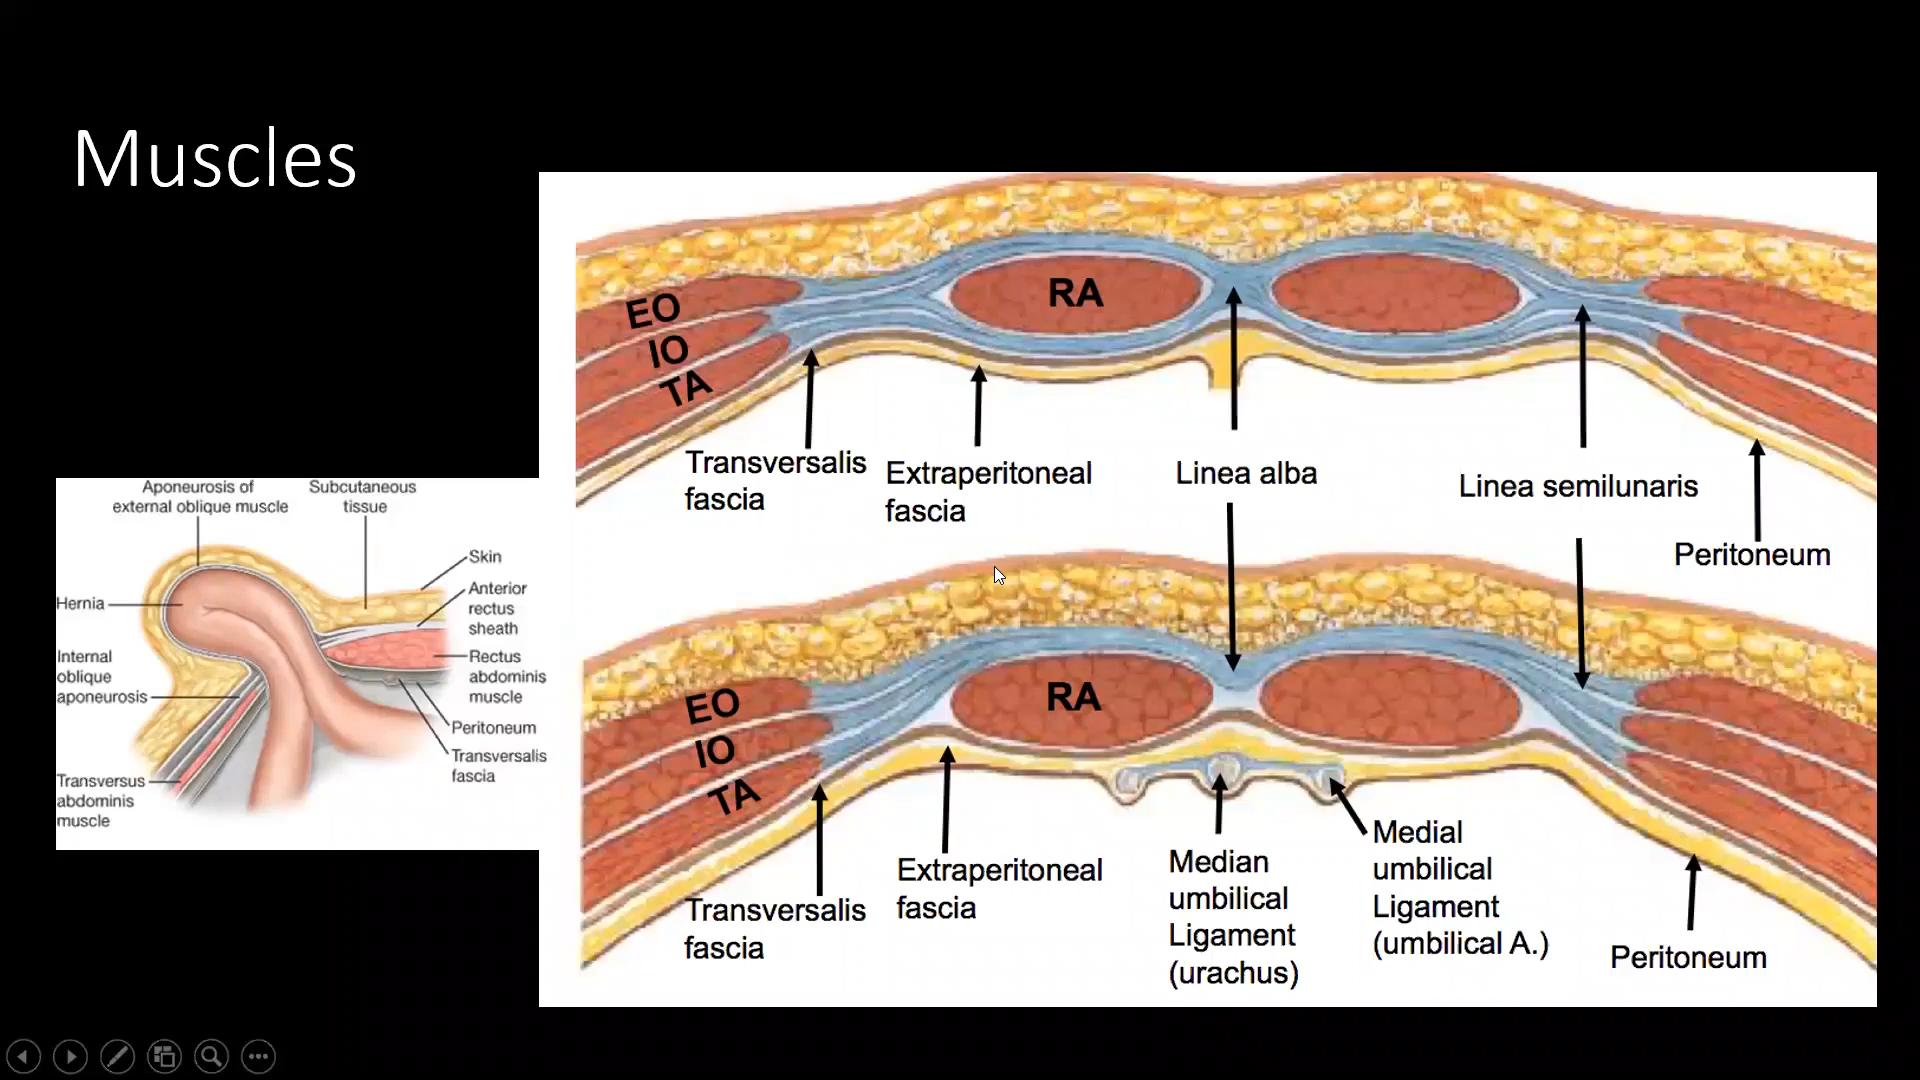 Muscles
Aponeurosis of
external oblique muscle
Subcutaneous
tissue
Skin
Anterior
rectus
sheath
Hernia
Internal
oblique
aponeurosis
Rectus
abdominis
muscle
Peritoneum
Transversalis
fascia
Transversus
abdominis
muscle
EO
IO
TA
RA
Transversalis
fascia
Extraperitoneal
fascia
Linea alba
Linea semilunaris
Peritoneum
EO
IO
TA
RA
Transversalis
fascia
Extraperitoneal
fascia
Median
umbilical
Ligament
(urachus)
Medial
umbilical
Ligament
(umbilical A.)
Peritoneum